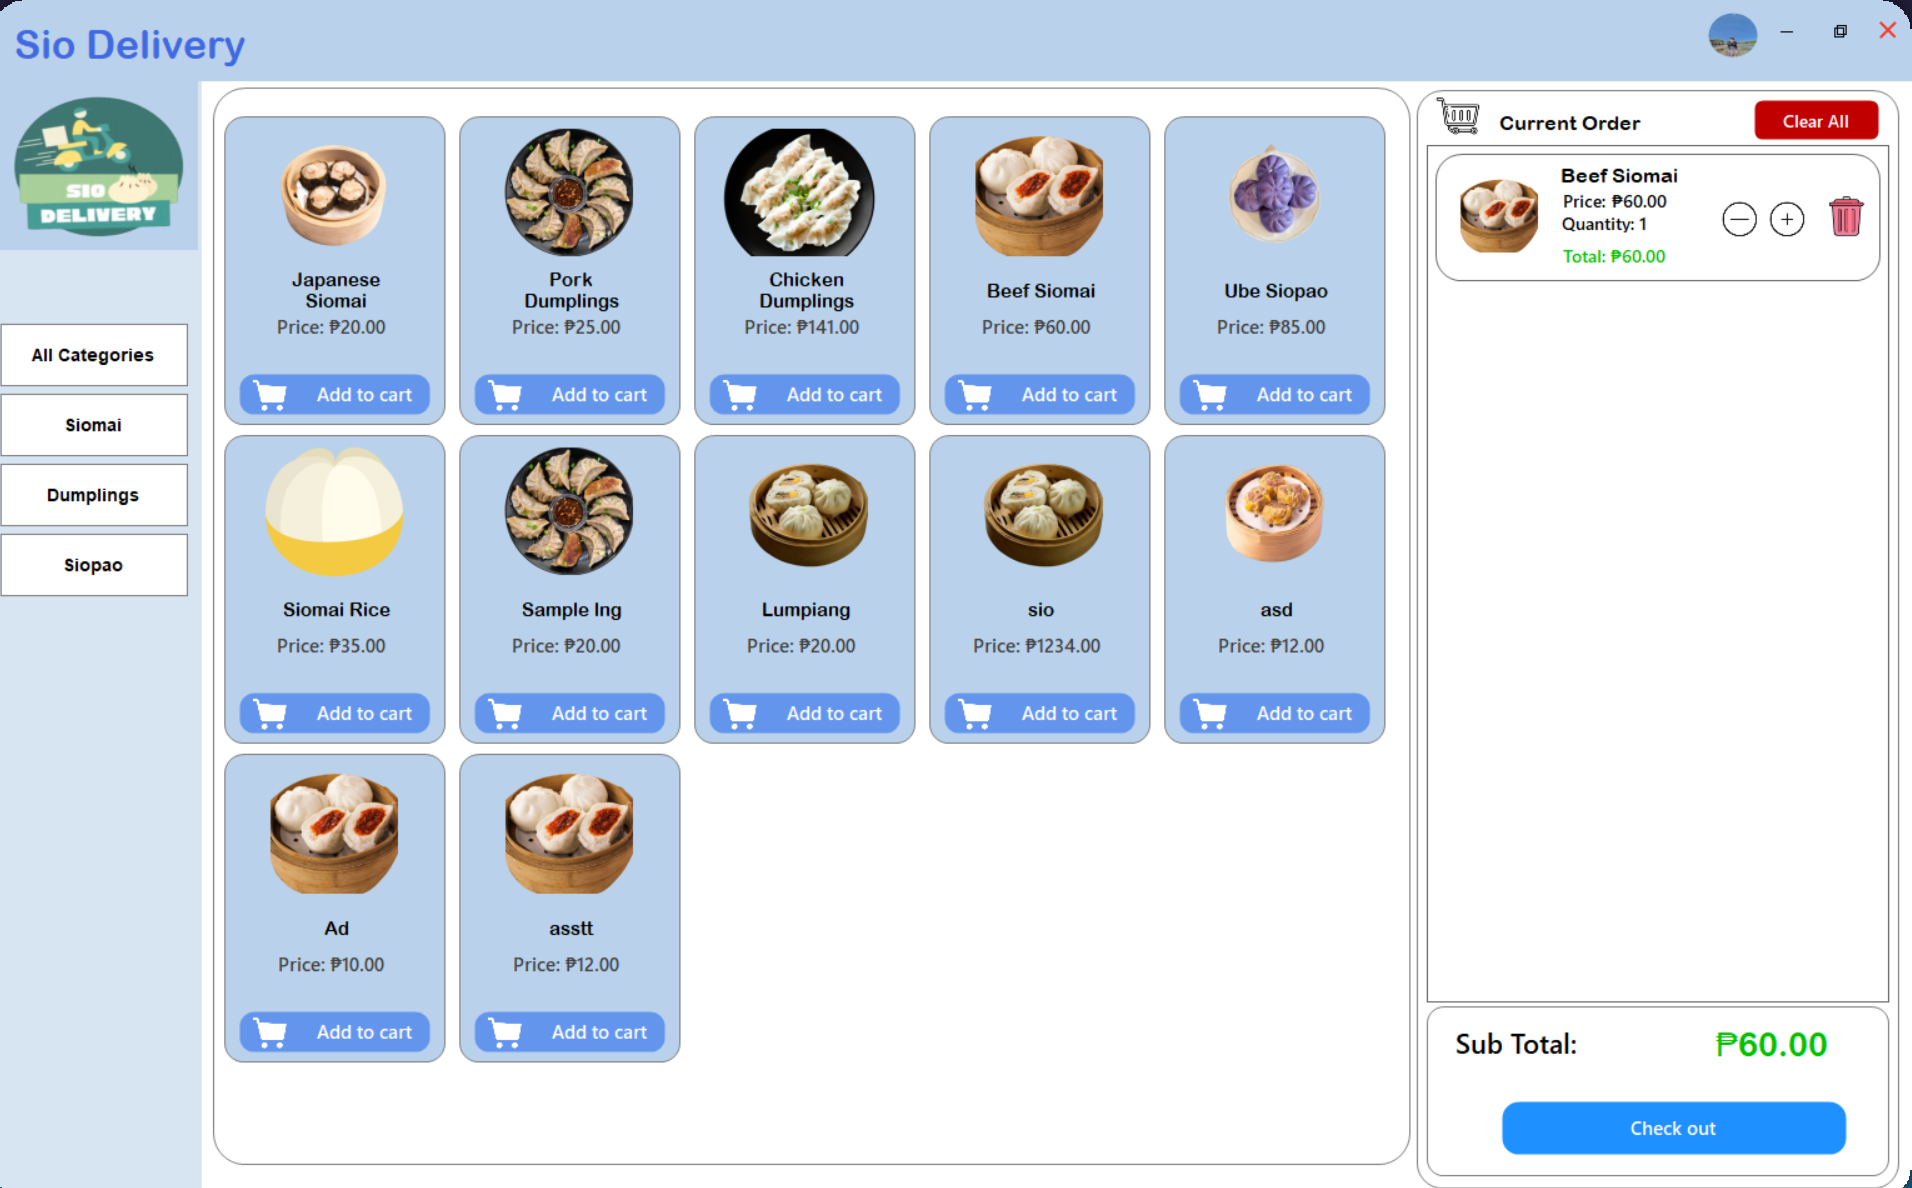 Sio Delivery
SIO
DELIVERY
All Categories
Siomai
Dumplings
Siopao
Japanese
Siomai
Price: ₱20.00
Add to cart
Pork
Dumplings
Price: ₱25.00
Add to cart
Chicken
Dumplings
Price: ₱141.00
Add to cart
Beef Siomai
Price: ₱60.00
Add to cart
Ube Siopao
Price: ₱85.00
Add to cart
Siomai Rice
Price: ₱35.00
Add to cart
Sample Ing
Price: ₱20.00
Add to cart
Lumpiang
Price: ₱20.00
Add to cart
sio
Price: ₱1234.00
Add to cart
asd
Price: ₱12.00
Add to cart
Ad
Price: ₱10.00
Add to cart
asstt
Price: ₱12.00
Add to cart
Current Order
Clear All
Beef Siomai
Price: ₱60.00
Quantity: 1
Total: ₱60.00
Sub Total: ₱60.00
Check out